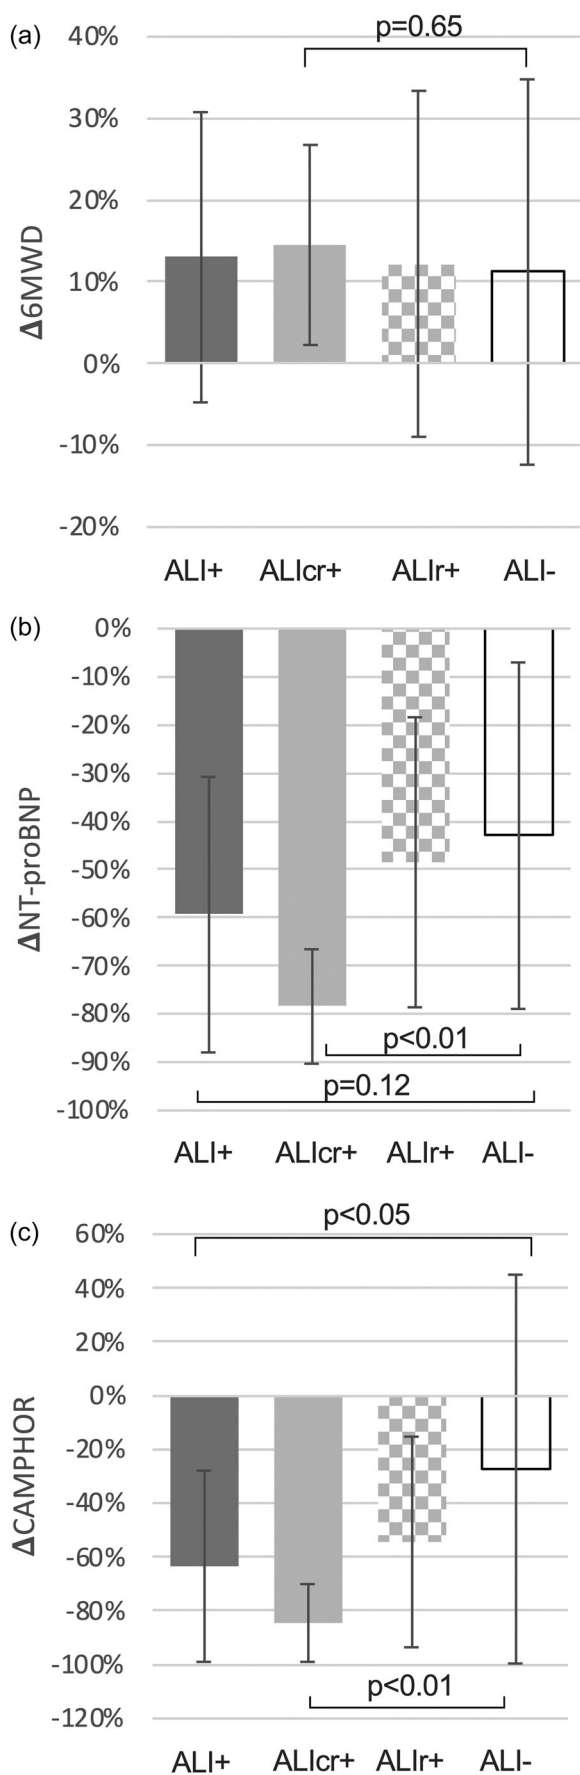 (a)
p=0.65
Δ6MWD
40%
30%
20%
10%
0%
-10%
-20%
ALI+ ALIcr+ ALIr+ ALI-
(b)
ΔNT-proBNP
0%
-10%
-20%
-30%
-40%
-50%
-60%
-70%
-80%
-90%
-100%
p<0.01
p=0.12
ALI+ ALIcr+ ALIr+ ALI-
(c)
p<0.05
ΔCAMPHOR
60%
40%
20%
0%
-20%
-40%
-60%
-80%
-100%
-120%
p<0.01
ALI+ ALIcr+ ALIr+ ALI-